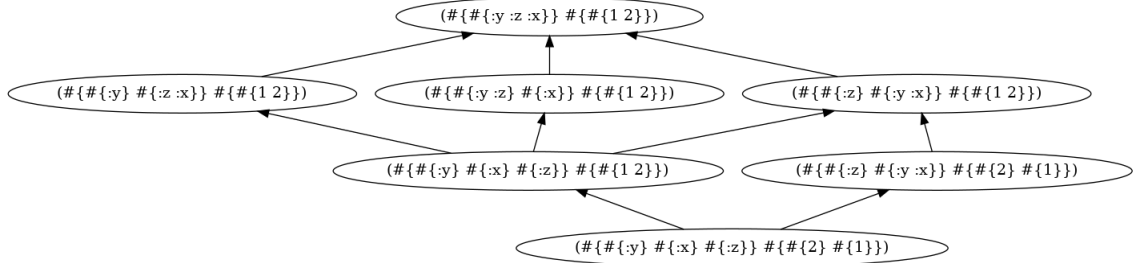 (#{#{:y :z :x}} #{#{1 2}})
(#{#{:y} #{:z :x}} #{#{1 2}})
(#{#{:y :z} #{:x}} #{#{1 2}})
(#{#{:z} #{:y :x}} #{#{1 2}})
(#{#{:y} #{:x} #{:z}} #{#{1 2}})
(#{#{:z} #{:y :x}} #{#{2} #{1}})
(#{#{:y} #{:x} #{:z}} #{#{2} #{1}})